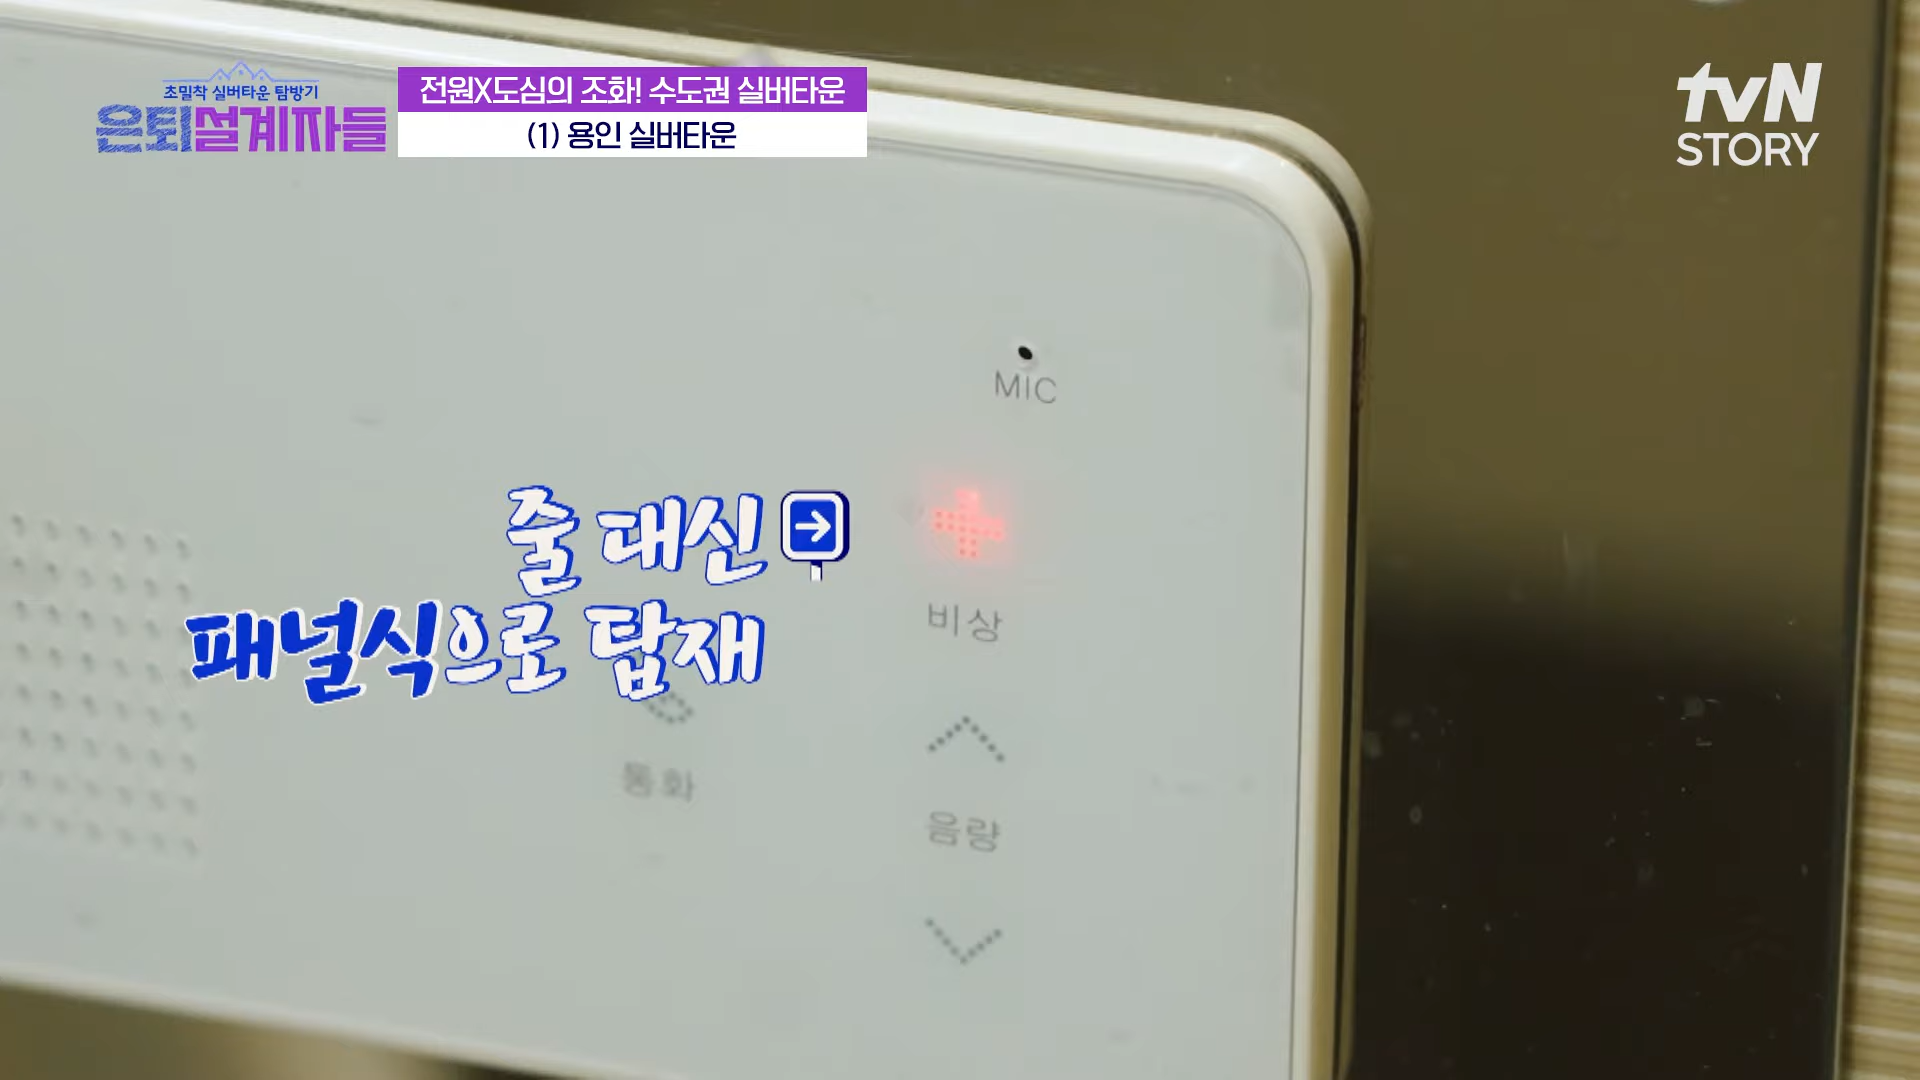 초밀착 실버타운 탐방기
은퇴설계자들
전원X도심의 조화! 수도권 실버타운
(1) 용인 실버타운
tvN
STORY
MIC
줄 대신
패널식으로 탑재
비상
통화
음량